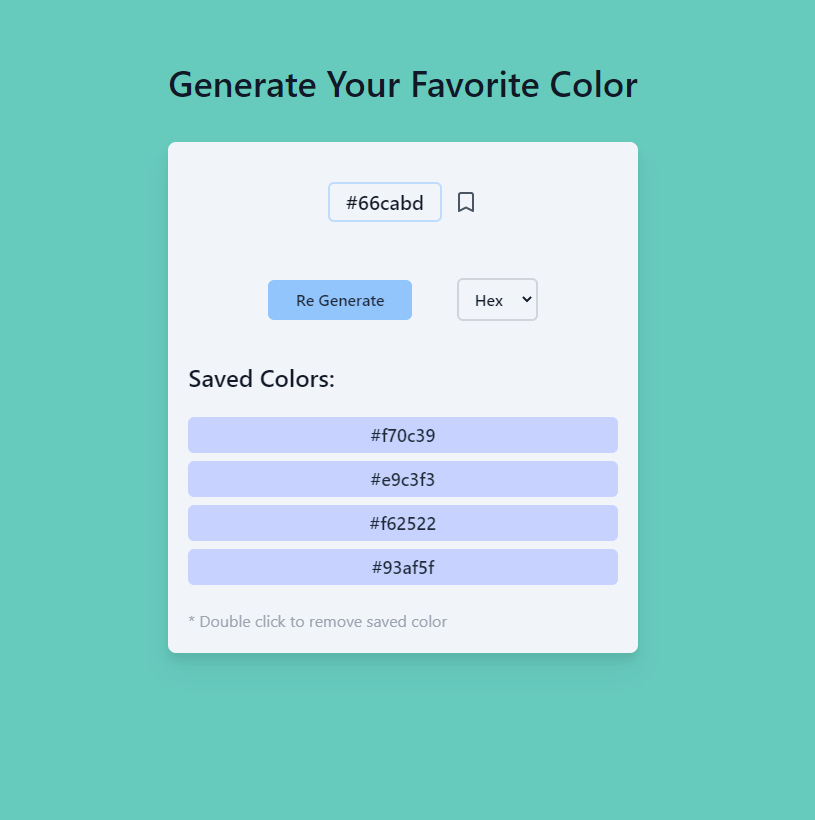 Generate Your Favorite Color
#66cabd
Re Generate
Hex
Saved Colors:
#f70c39
#e9c3f3
#f62522
#93af5f
* Double click to remove saved color